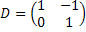 D = (1 -1
0 1)